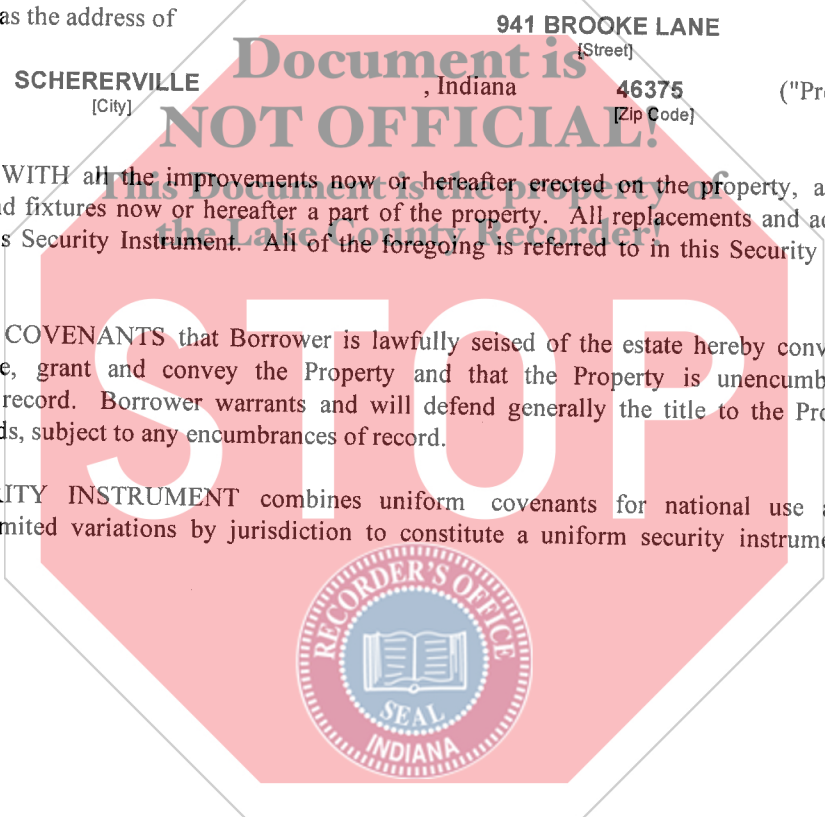 as the address of
941 BROOKE LANE
[Street]
SCHERERVILLE
, Indiana
46375
("Pr
[City]
[Zip Code]
Document is
NOT OFFICIAL!
This Document is the property of
the Lake County Recorder!
WITH all the improvements now or hereafter erected on the property, a
d fixtures now or hereafter a part of the property. All replacements and a
s Security Instrument. All of the foregoing is referred to in this Security
COVENANTS that Borrower is lawfully seised of the estate hereby conv
e, grant and convey the Property and that the Property is unencumb
record. Borrower warrants and will defend generally the title to the Pro
ds, subject to any encumbrances of record.
RITY INSTRUMENT combines uniform covenants for national use a
mited variations by jurisdiction to constitute a uniform security instrume
STOP
RECORDER'S OFFICE
SEAL
INDIANA